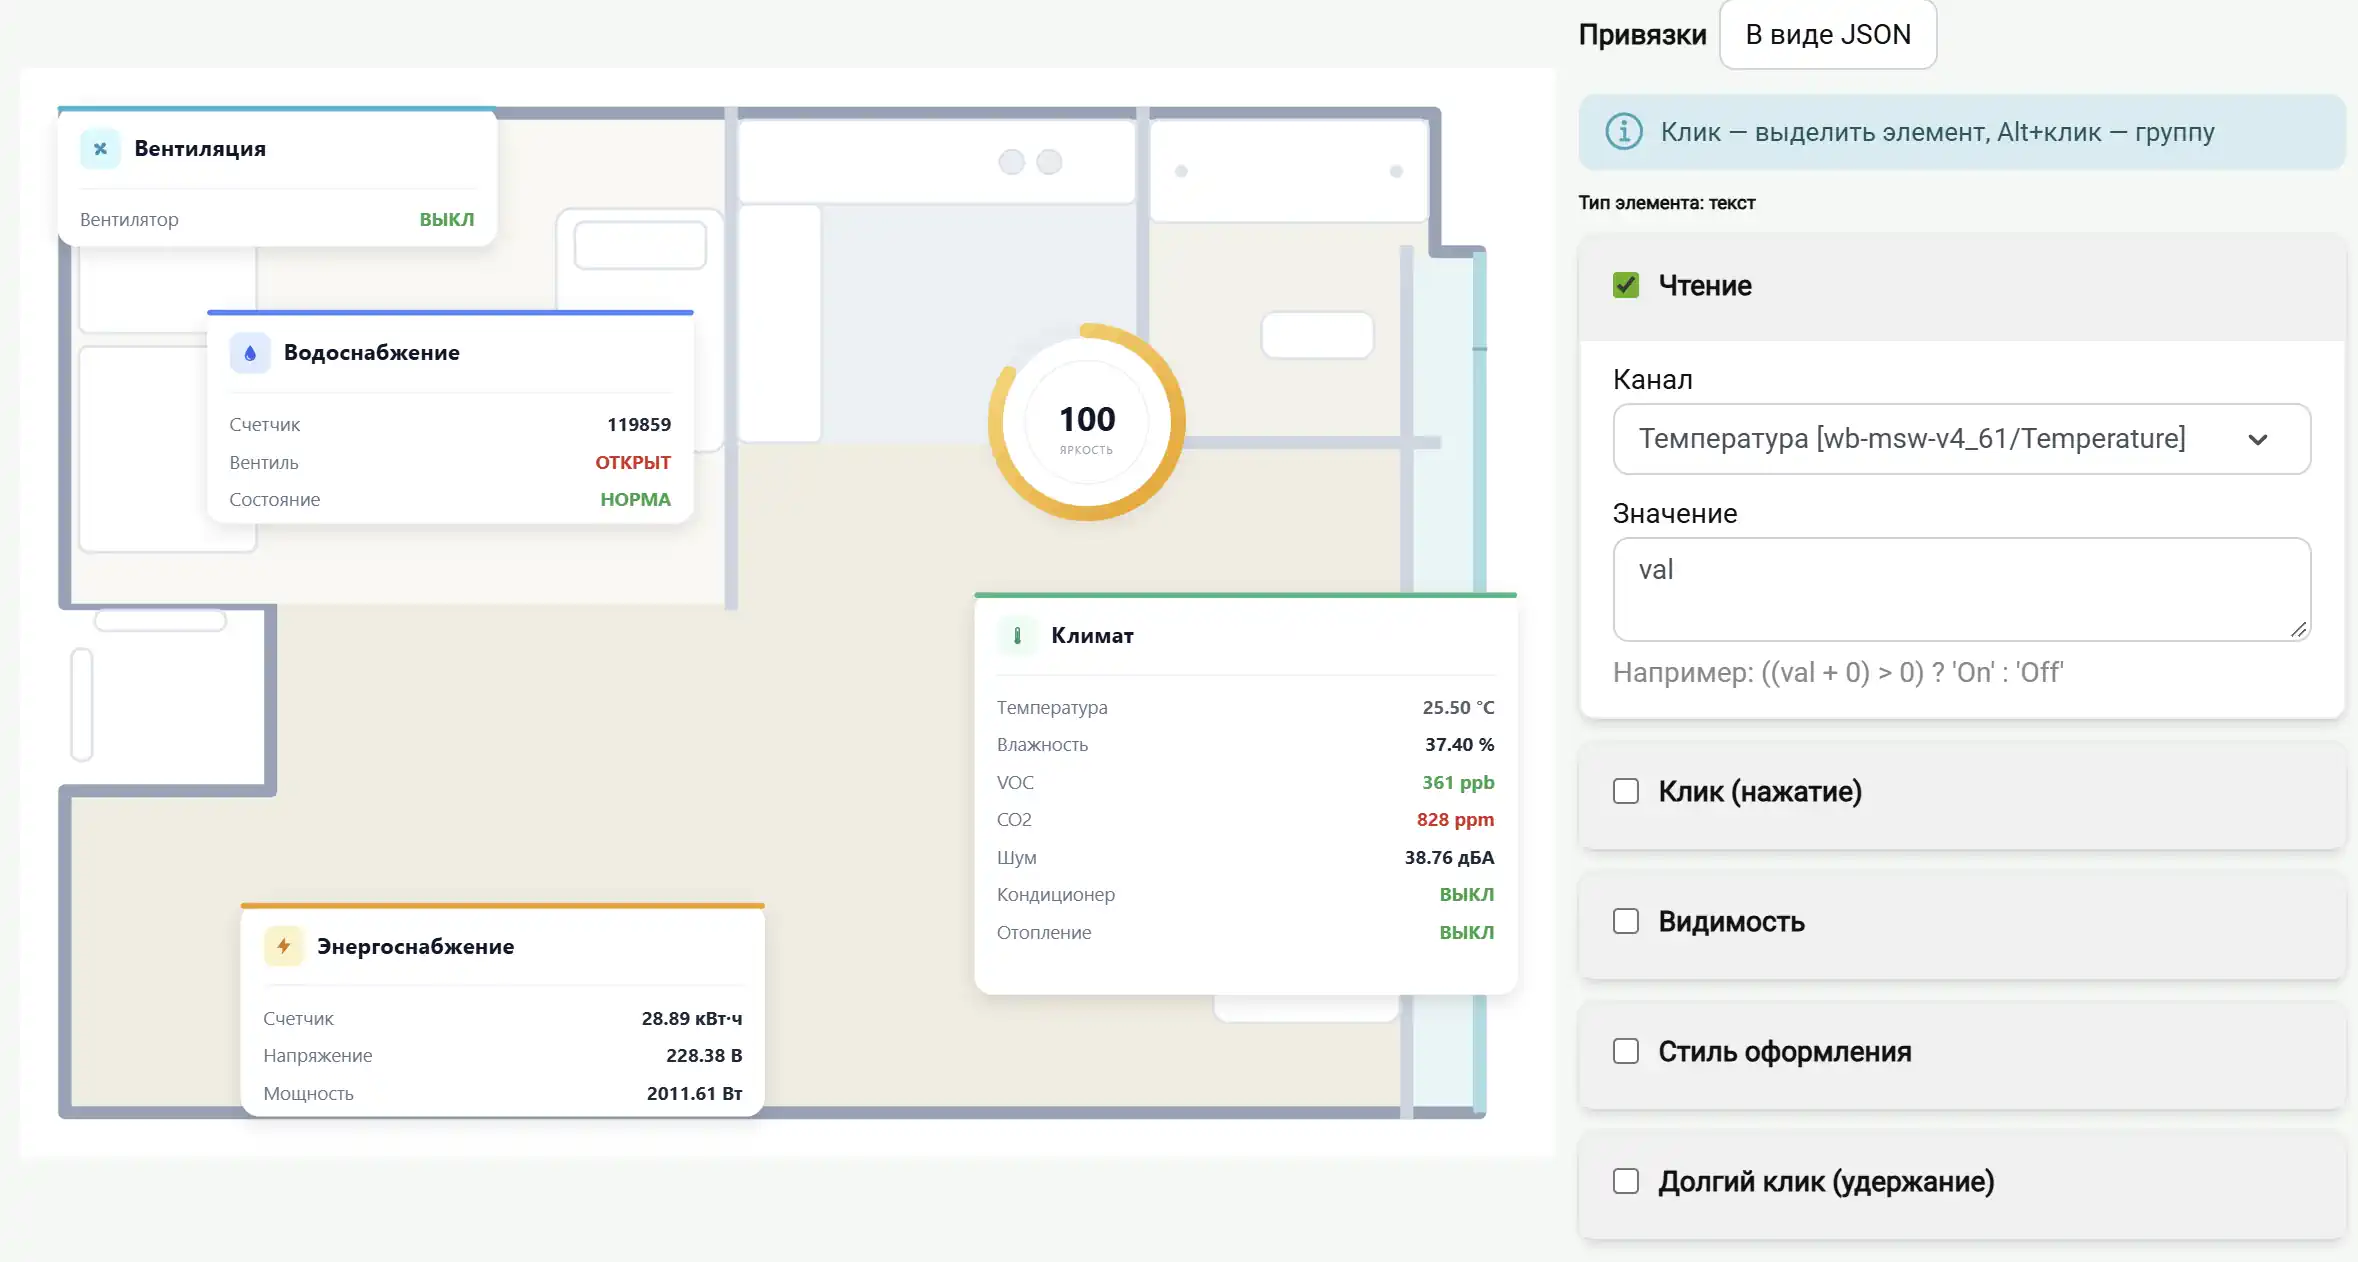 Вентиляция
Вентилятор ВЫКЛ
Водоснабжение
Счетчик 119859
Вентиль ОТКРЫТ
Состояние НОРМА
100
ЯРКОСТЬ
Климат
Температура 25.50 °C
Влажность 37.40 %
VOC 361 ppb
CO2 828 ppm
Шум 38.76 дБА
Кондиционер ВЫКЛ
Отопление ВЫКЛ
Энергоснабжение
Счетчик 28.89 кВт·ч
Напряжение 228.38 В
Мощность 2011.61 Вт
Привязки В виде JSON
Клик — выделить элемент, Alt+клик — группу
Тип элемента: текст
Чтение
Канал
Температура [wb-msw-v4_61/Temperature]
Значение
val
Например: ((val + 0) > 0) ? 'On' : 'Off'
Клик (нажатие)
Видимость
Стиль оформления
Долгий клик (удержание)